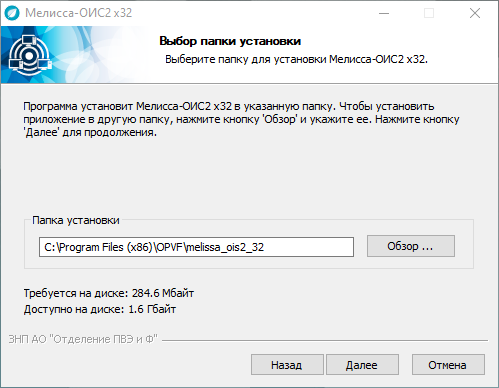 Мелисса-ОИС2 x32
Выбор папки установки
Выберите папку для установки Мелисса-ОИС2 x32.
Программа установит Мелисса-ОИС2 x32 в указанную папку. Чтобы установить
приложение в другую папку, нажмите кнопку 'Обзор' и укажите ее. Нажмите кнопку
'Далее' для продолжения.
Папка установки
C:\Program Files (x86)\OPVF\melissa_ois2_32
Обзор ...
Требуется на диске: 284.6 Мбайт
Доступно на диске: 1.6 Гбайт
ЗНП АО "Отделение ПВЭ и Ф"
Назад
Далее
Отмена